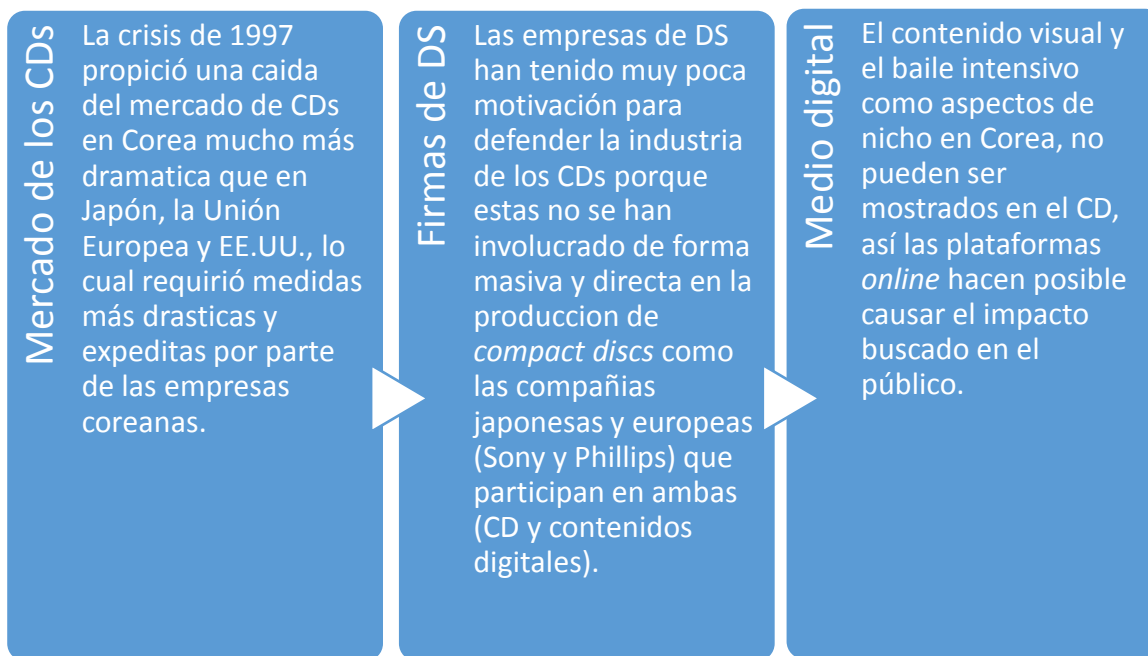 Mercado de los CDs
La crisis de 1997
propició una caida
del mercado de CDs
en Corea mucho más
dramatica que en
Japón, la Unión
Europea y EE.UU., lo
cual requirió medidas
más drasticas y
expeditas por parte
de las empresas
coreanas.
Firmas de DS
Las empresas de DS
han tenido muy poca
motivación para
defender la industria
de los CDs porque
estas no se han
involucrado de forma
masiva y directa en la
produccion de
compact discs como
las compañias
japonesas y europeas
(Sony y Phillips) que
participan en ambas
(CD y contenidos
digitales).
Medio digital
El contenido visual y
el baile intensivo
como aspectos de
nicho en Corea, no
pueden ser
mostrados en el CD,
así las plataformas
online hacen posible
causar el impacto
buscado en el
público.